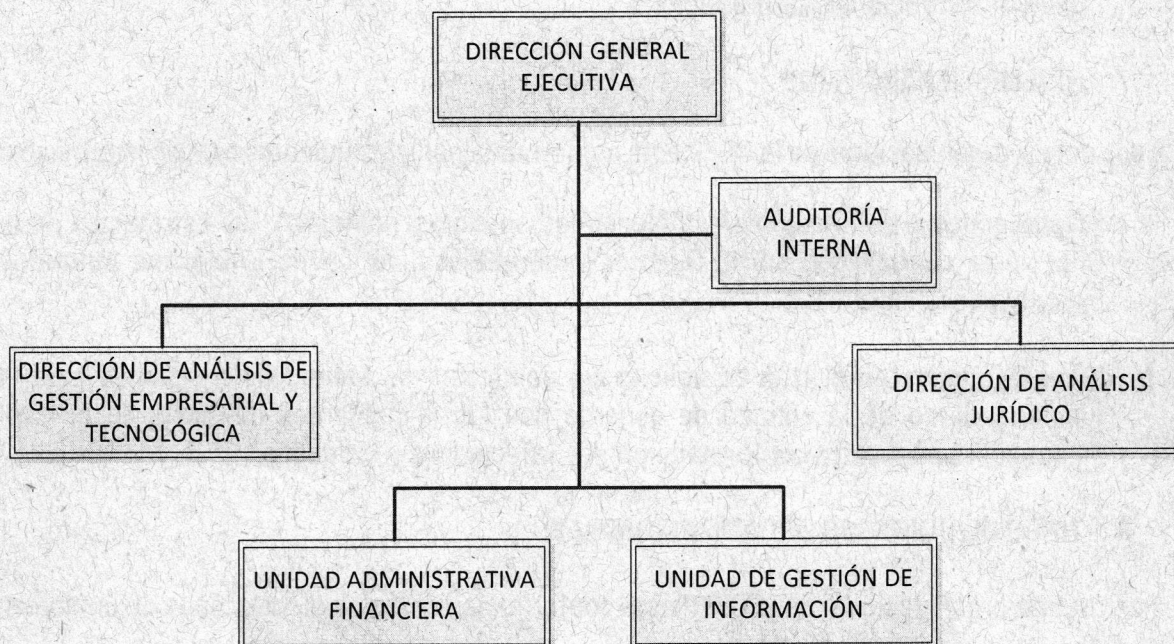 DIRECCIÓN GENERAL
EJECUTIVA
AUDITORÍA
INTERNA
DIRECCIÓN DE ANÁLISIS DE
GESTIÓN EMPRESARIAL Y
TECNOLÓGICA
DIRECCIÓN DE ANÁLISIS
JURÍDICO
UNIDAD ADMINISTRATIVA
FINANCIERA
UNIDAD DE GESTIÓN DE
INFORMACIÓN